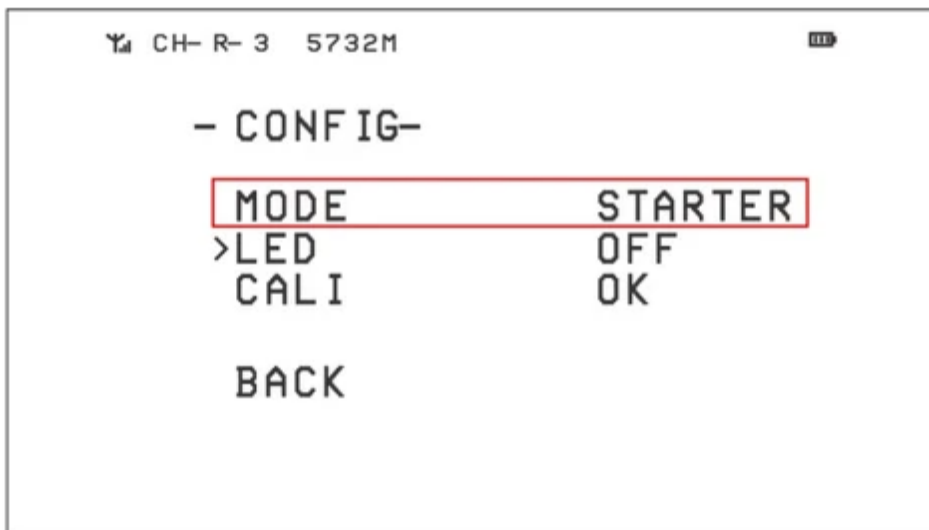 CH-R-3 5732M
-CONFIG-
MODE STARTER
>LED OFF
CALI OK
BACK